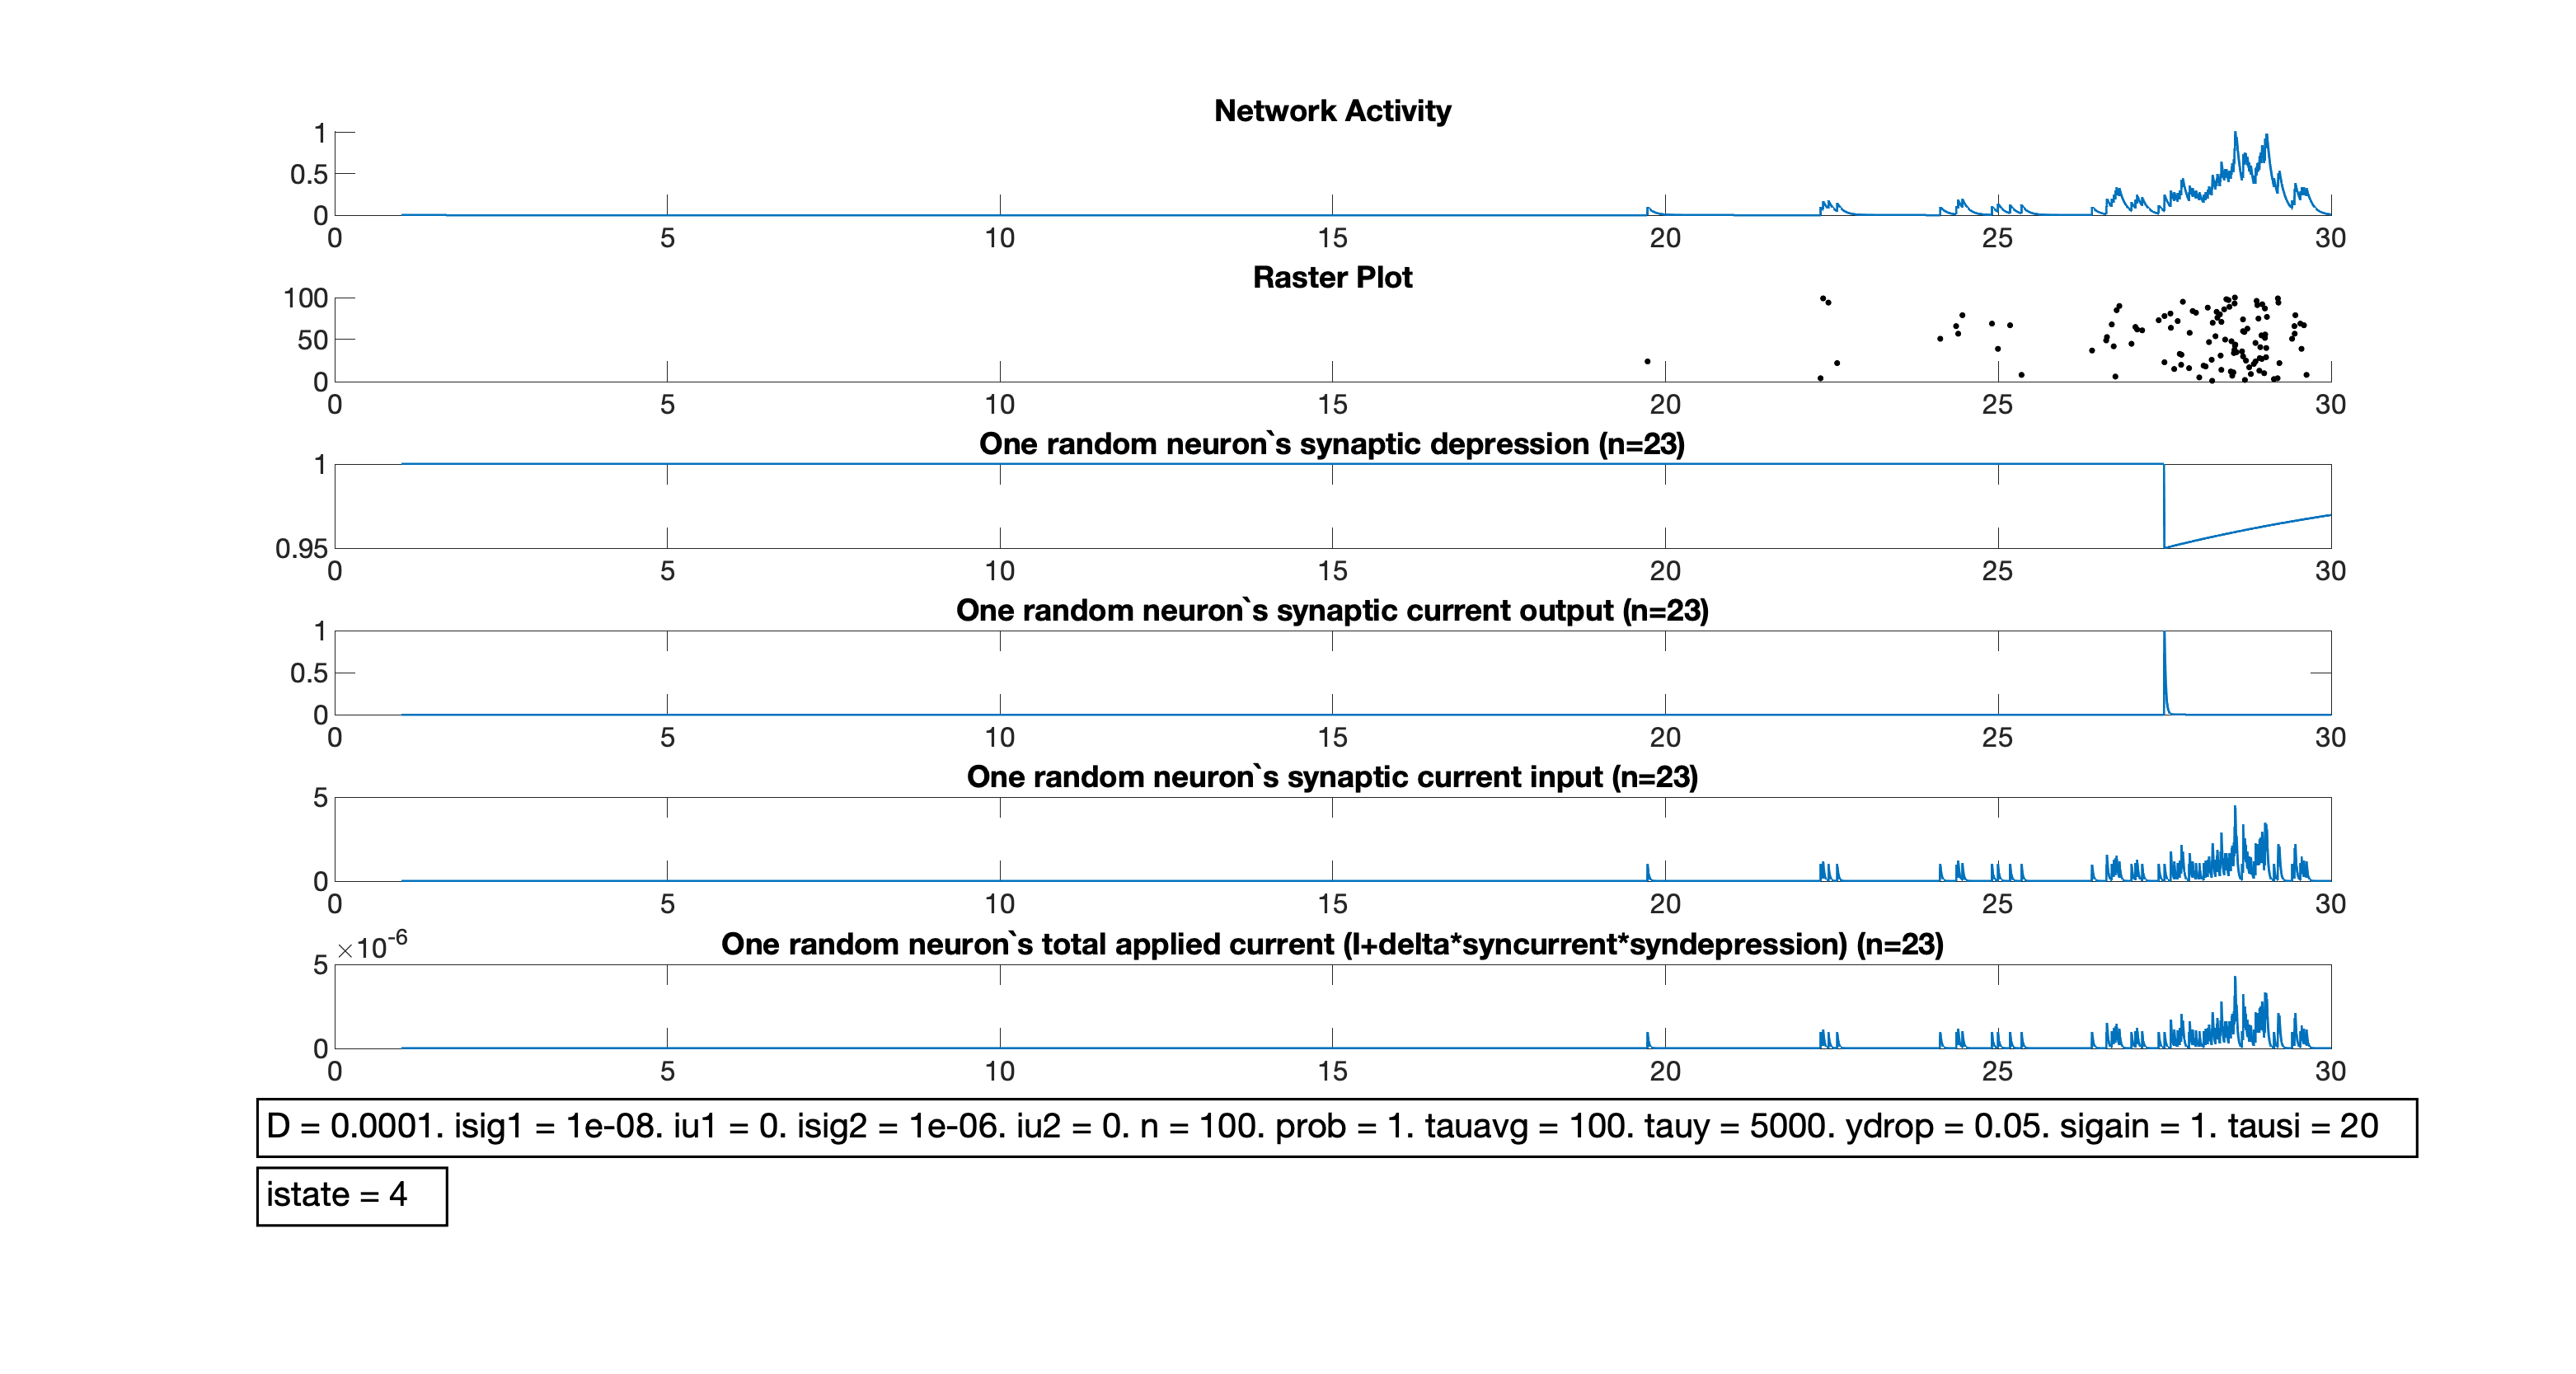 Network Activity
1
0.5
0
0 5 10 15 20 25 30
Raster Plot
100
50
0
0 5 10 15 20 25 30
One random neuron`s synaptic depression (n=23)
1
0.95
0 5 10 15 20 25 30
One random neuron`s synaptic current output (n=23)
1
0.5
0
0 5 10 15 20 25 30
One random neuron`s synaptic current input (n=23)
5
0
0 5 10 15 20 25 30
×10-6
One random neuron`s total applied current (I+delta*syncurrent*syndepression) (n=23)
5
0
0 5 10 15 20 25 30
D = 0.0001. isig1 = 1e-08. iu1 = 0. isig2 = 1e-06. iu2 = 0. n = 100. prob = 1. tauavg = 100. tauy = 5000. ydrop = 0.05. sigain = 1. tausi = 20
istate = 4